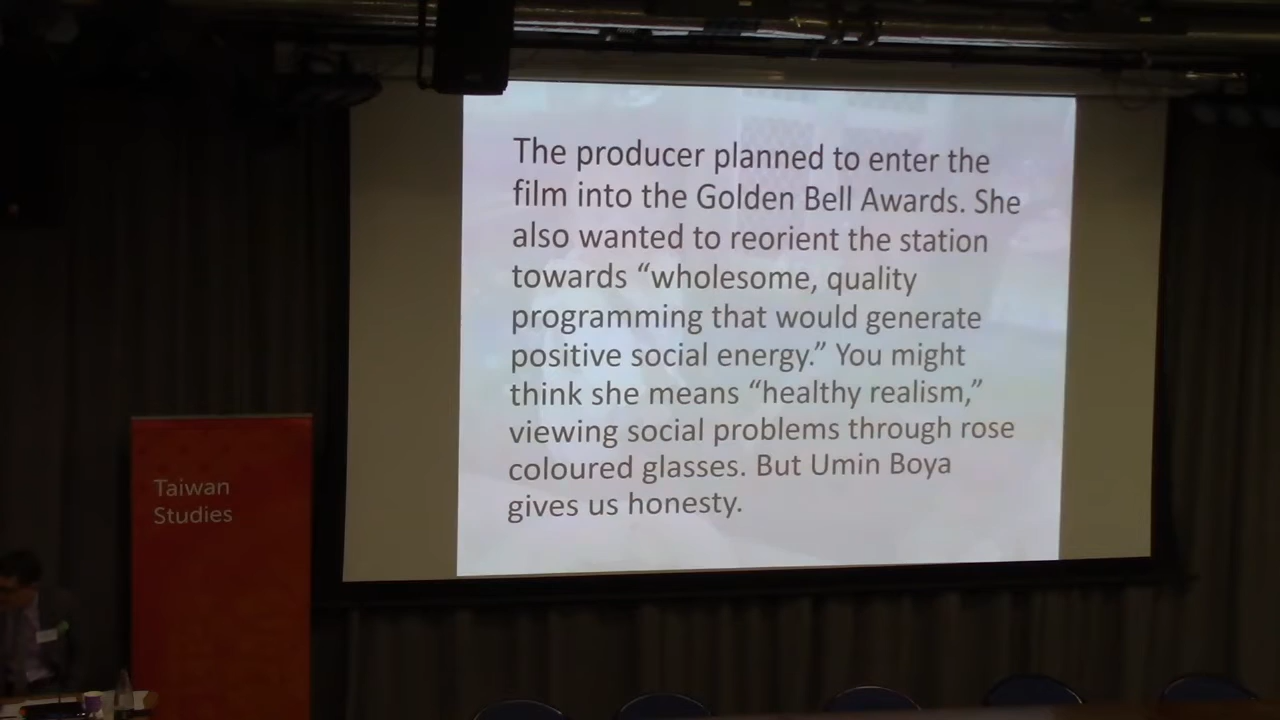 The producer planned to enter the
film into the Golden Bell Awards. She
also wanted to reorient the station
towards “wholesome, quality
programming that would generate
positive social energy.” You might
think she means “healthy realism,”
viewing social problems through rose
coloured glasses. But Umin Boya
gives us honesty.
Taiwan
Studies